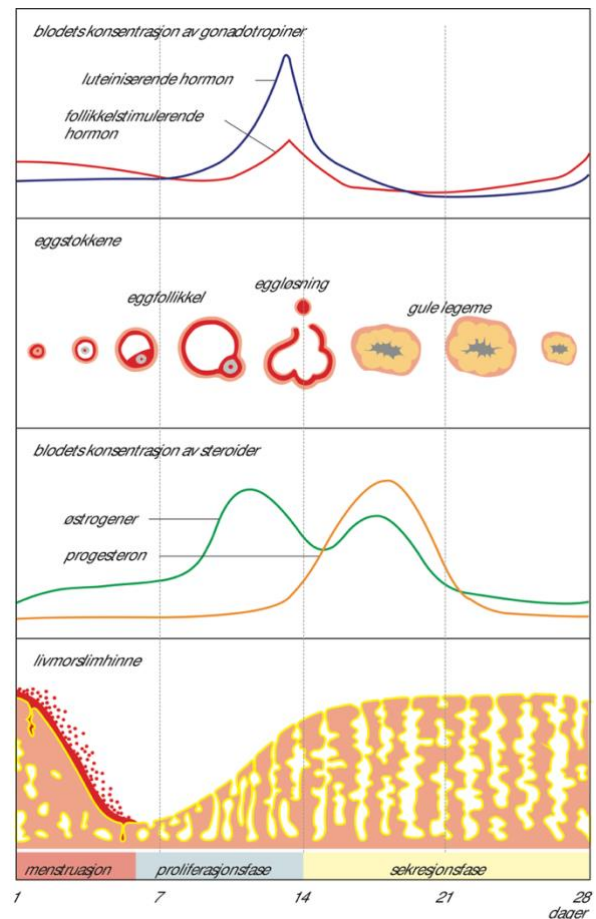 blodets konsentrasjon av gonadotropiner
luteiniserende hormon
follikkelstimulerende
hormon
eggstokkene
eggfollikkel
eggløsning
gule legeme
blodets konsentrasjon av steroider
østrogener
progesteron
livmorslimhinne
menstruasjon
proliferasjonsfase
sekresjonsfase
1 7 14 21 28
dager